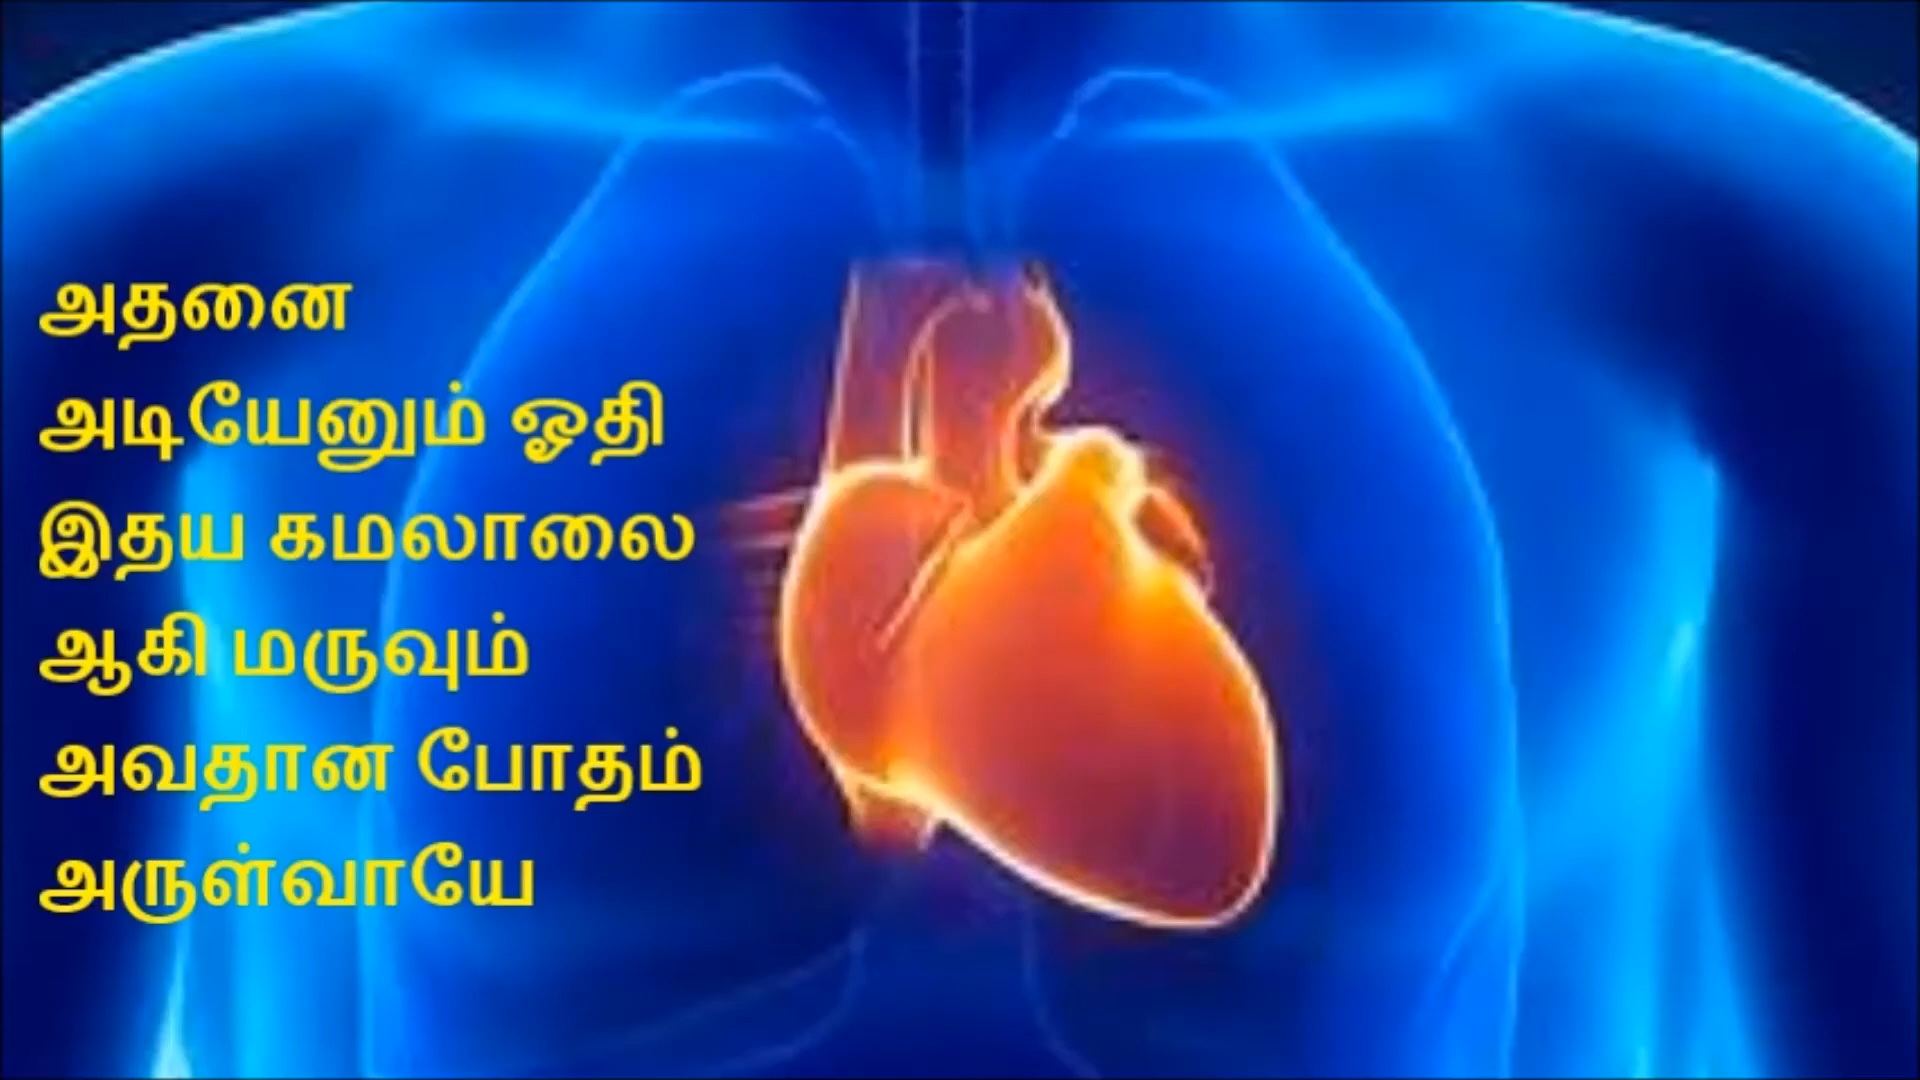 அதனை
அடியேனும் ஓதி
இதய கமலாலை
ஆகி மருவும்
அவதான போதம்
அருள்வாயே